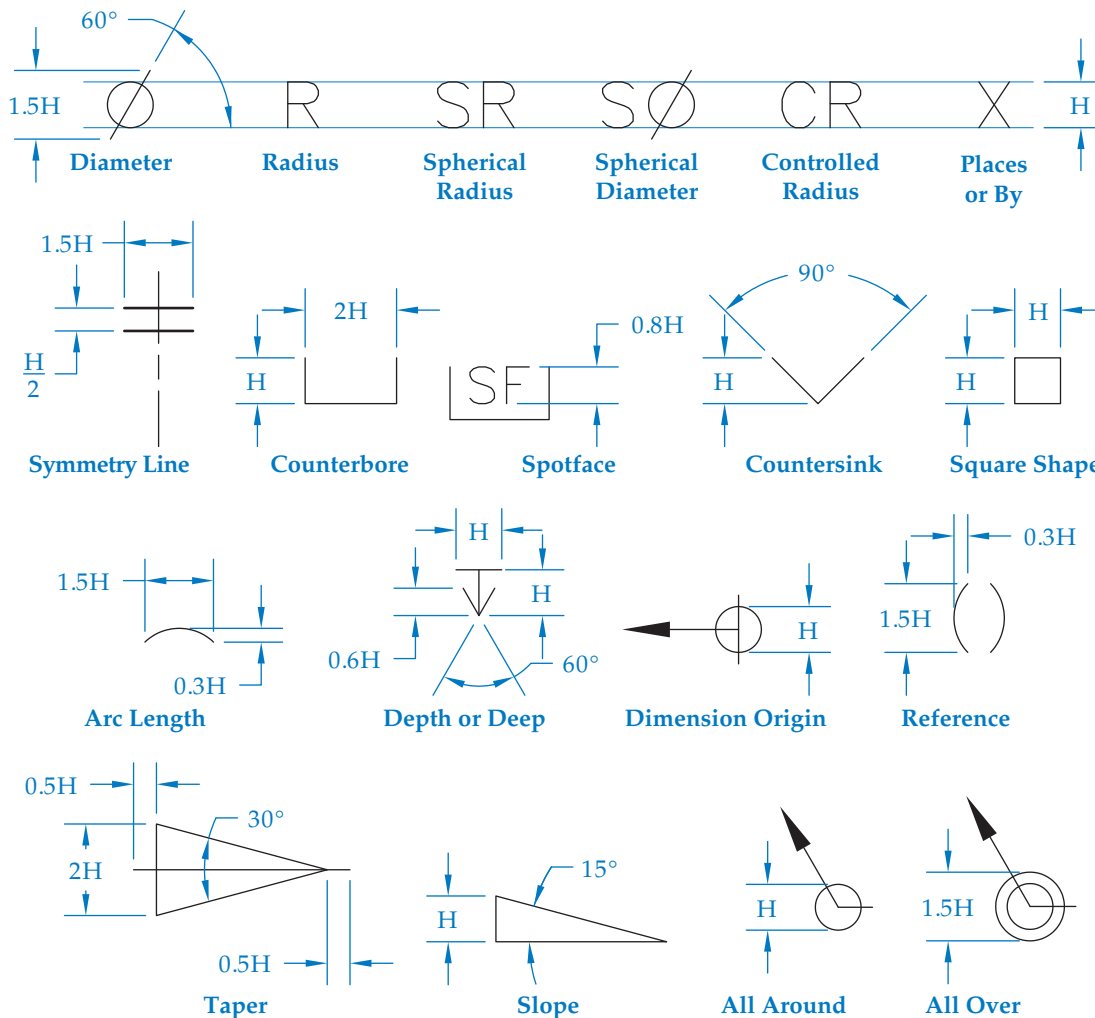 60°
1.5H
Ø R SR SØ CR X
H
Diameter Radius Spherical Radius Spherical Diameter Controlled Radius Places or By
1.5H
H
2
2H
H
0.8H
SF
90°
H
H
H
Symmetry Line Counterbore Spotface Countersink Square Shape
1.5H
0.3H
H
H
0.6H
60°
H
0.3H
1.5H
Arc Length Depth or Deep Dimension Origin Reference
0.5H
30°
2H
0.5H
15°
H
H
1.5H
Taper Slope All Around All Over